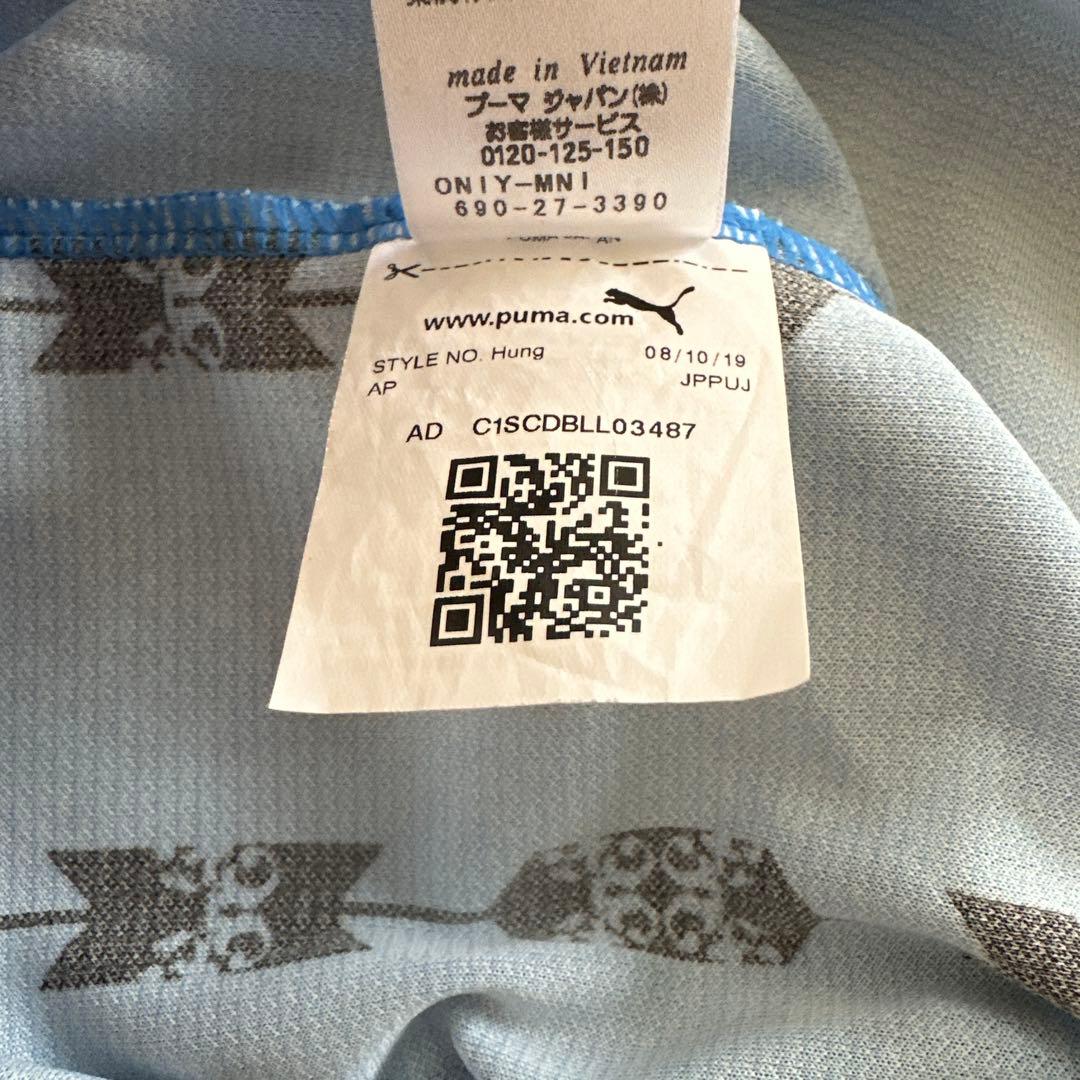 made in Vietnam
プーマ ジャパン(株)
お客様サービス
0120-125-150
ONIY-MNI
690-27-3390
www.puma.com
STYLE NO. Hung 08/10/19
AP JPPUJ
AD C1SCDBLL03487